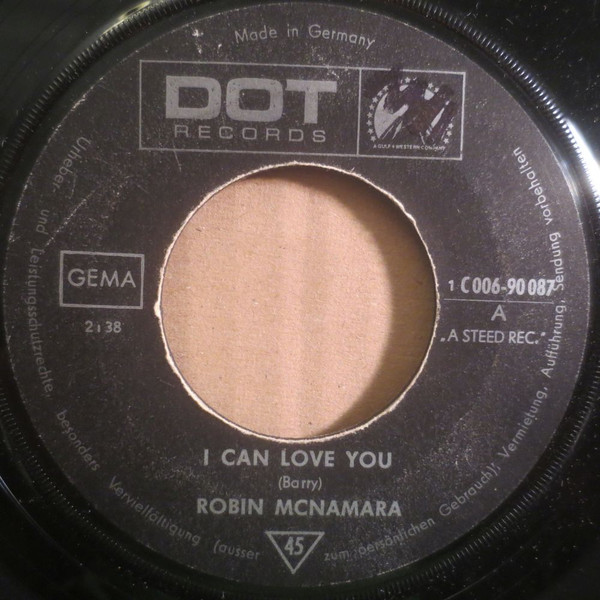 Made in Germany
DOT
RECORDS
A GULF+WESTERN COMPANY
Urheber- und Leistungsschutzrechte, besonders Vervielfältigung (ausser zum persönlichen Gebrauch), Vermietung, Aufführung, Sendung vorbehalten
GEMA
2:38
1 C006-90 087
A
„A STEED REC."
I CAN LOVE YOU
(Barry)
ROBIN MCNAMARA
45